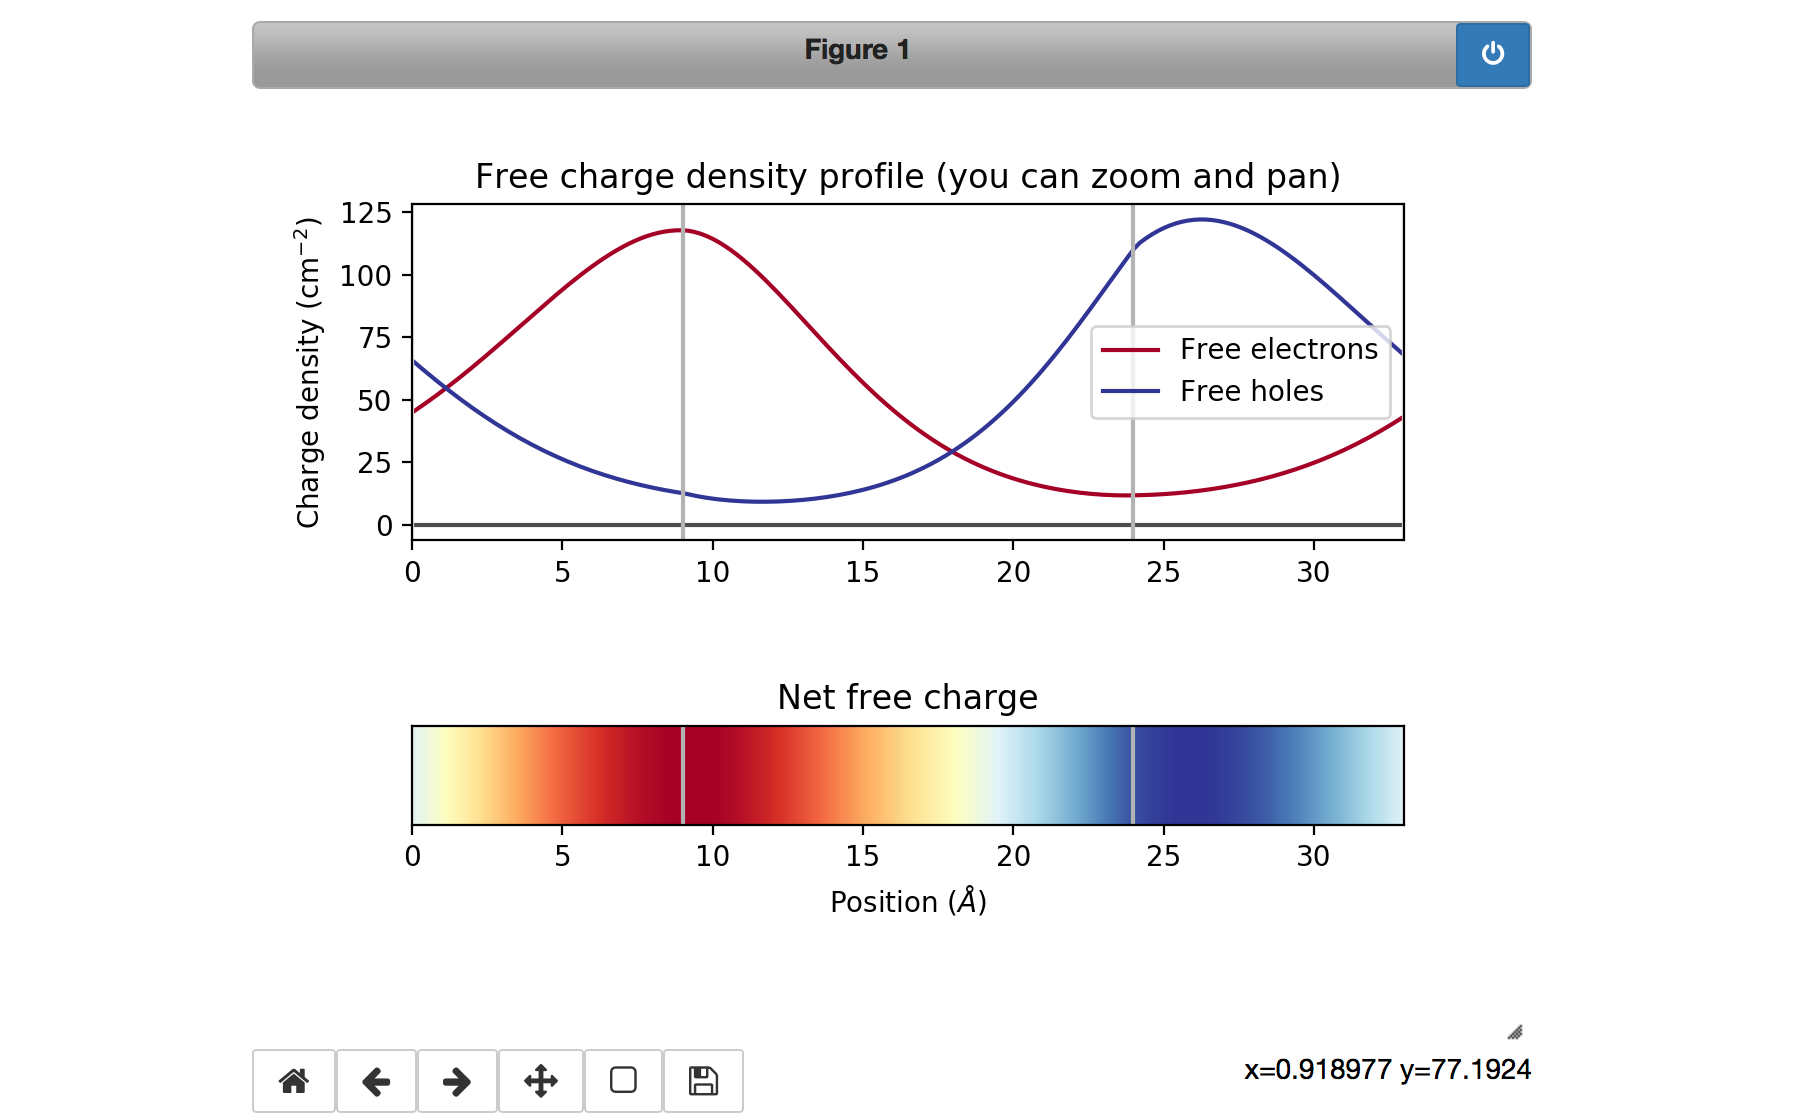 Figure 1
Free charge density profile (you can zoom and pan)
Charge density (cm⁻²)
125
100
75
50
25
0
Free electrons
Free holes
0 5 10 15 20 25 30
Net free charge
0 5 10 15 20 25 30
Position (Å)
x=0.918977 y=77.1924